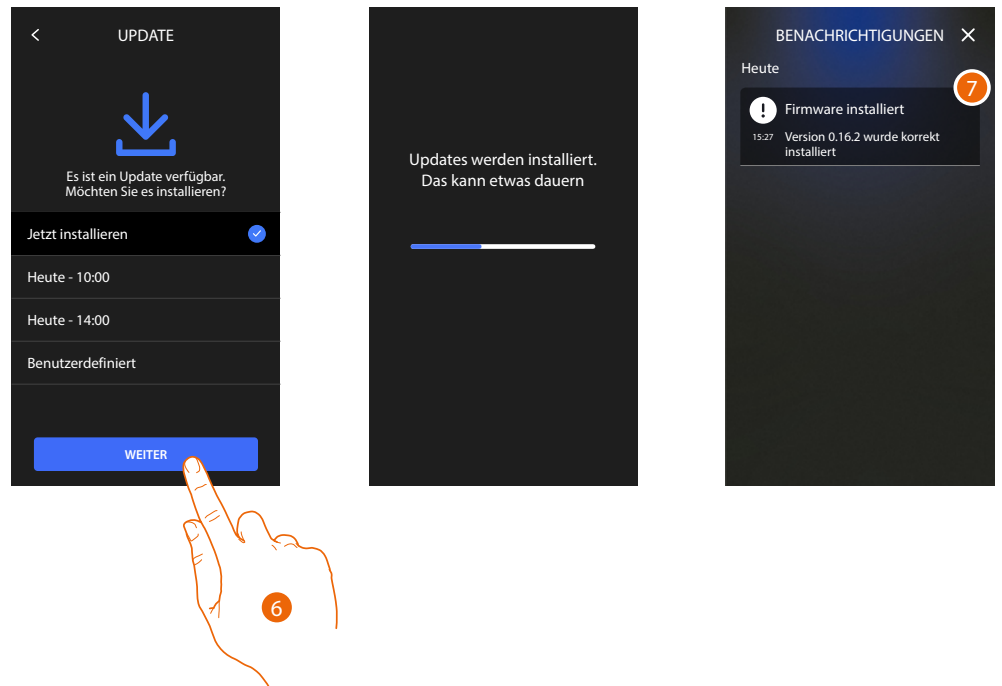 UPDATE
Es ist ein Update verfügbar.
Möchten Sie es installieren?
Jetzt installieren
Heute - 10:00
Heute - 14:00
Benutzerdefiniert
WEITER
6
Updates werden installiert.
Das kann etwas dauern
BENACHRICHTIGUNGEN
Heute
7
Firmware installiert
15:27 Version 0.16.2 wurde korrekt
installiert